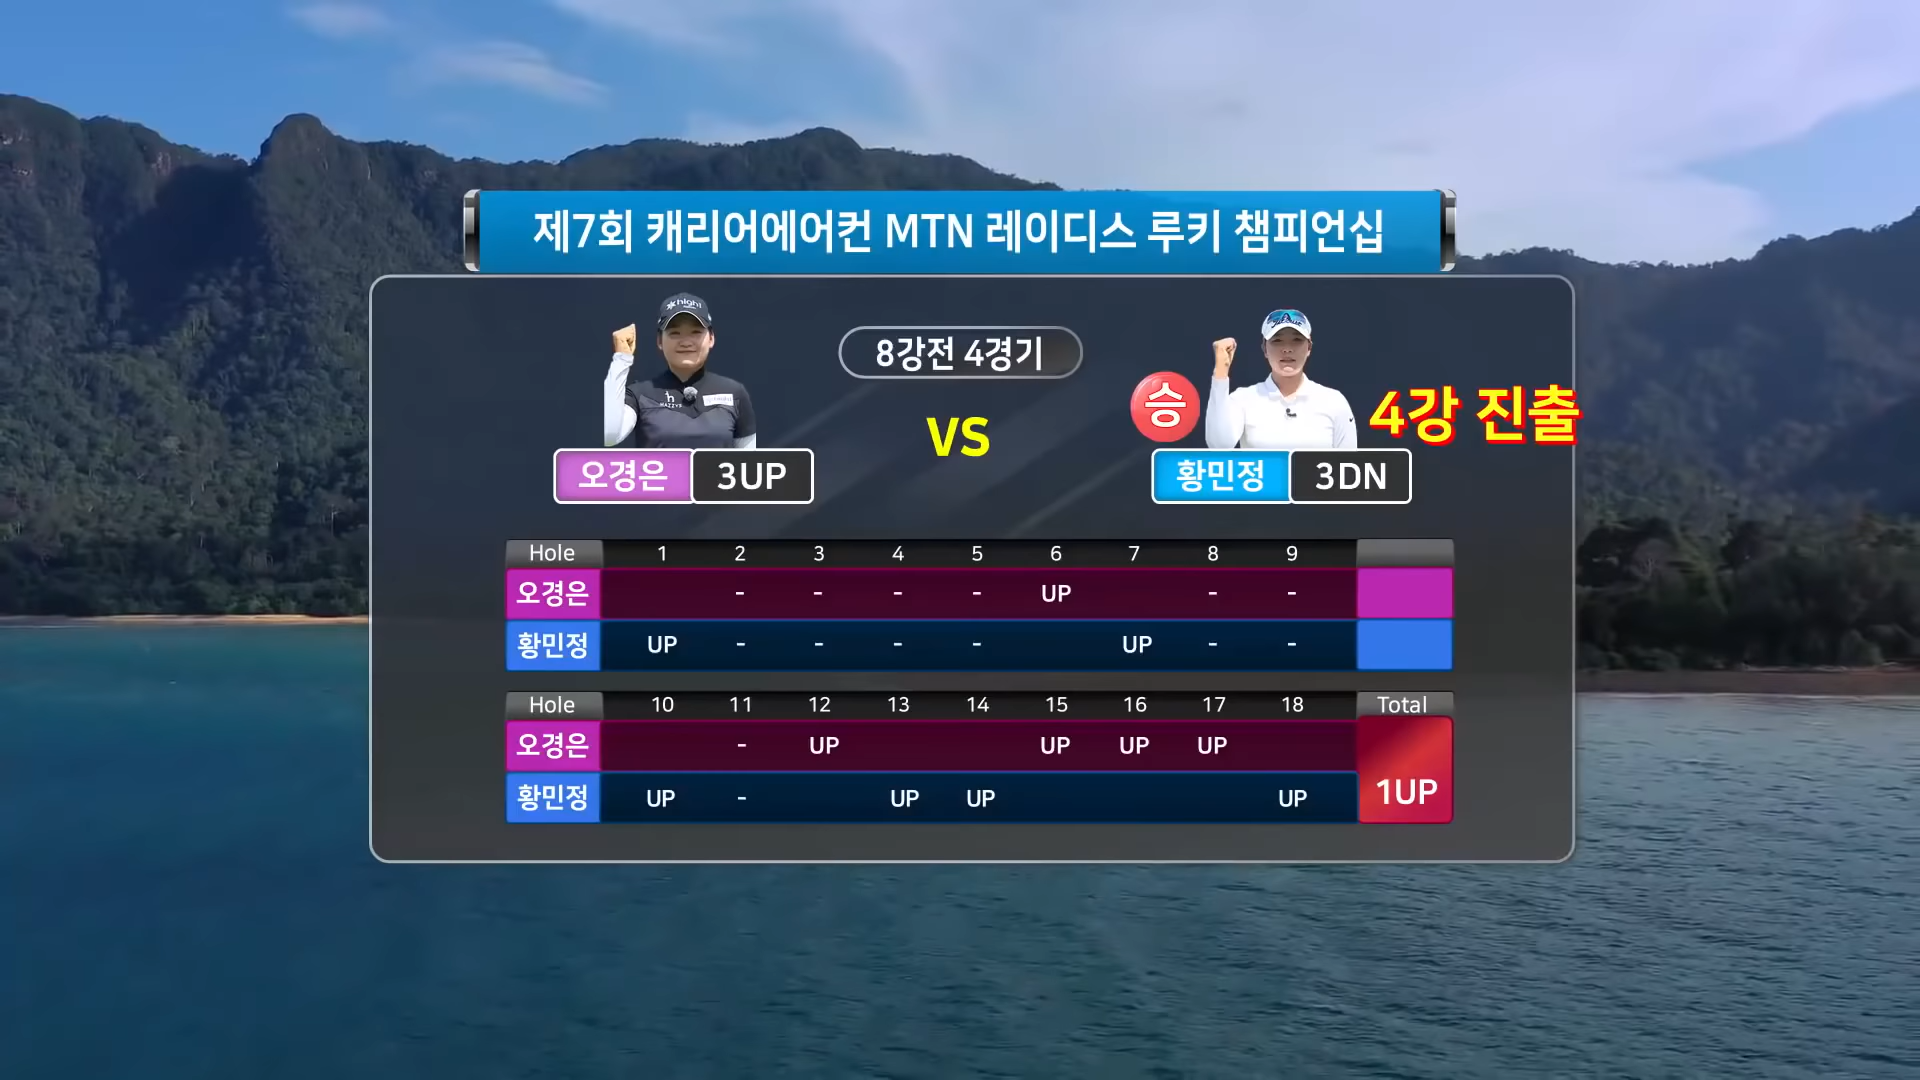 제7회 캐리어에어컨 MTN 레이디스 루키 챔피언십
8강전 4경기
VS
high1
HAZZYS
오경은 3UP
승
4강 진출
황민정 3DN
Hole 1 2 3 4 5 6 7 8 9
오경은 - - - - UP - -
황민정 UP - - - - UP - -
Hole 10 11 12 13 14 15 16 17 18 Total
오경은 - UP UP UP UP
황민정 UP - UP UP UP
1UP